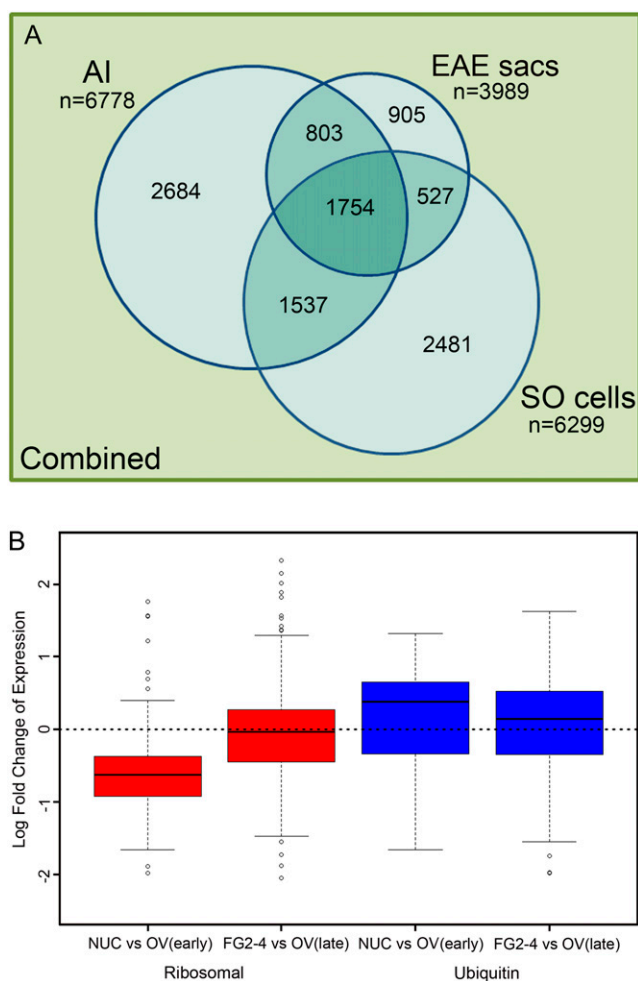 A
AI
n=6778
EAE sacs
n=3989
803
905
2684
1754
527
1537
2481
SO cells
n=6299
Combined
B
Log Fold Change of Expression
2
1
0
-1
-2
NUC vs OV(early) FG2-4 vs OV(late) NUC vs OV(early) FG2-4 vs OV(late)
Ribosomal Ubiquitin